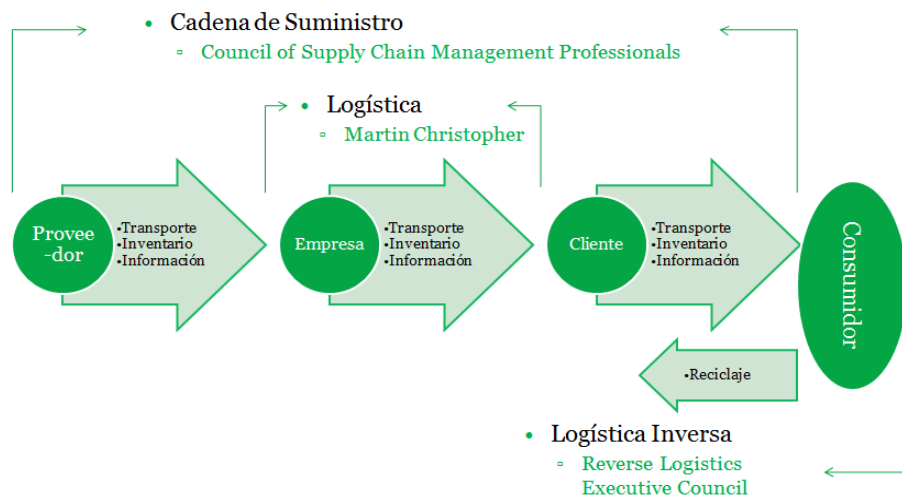 • Cadena de Suministro
▫ Council of Supply Chain Management Professionals
• Logística
▫ Martin Christopher
Provee
-dor
•Transporte
•Inventario
•Información
Empresa
•Transporte
•Inventario
•Información
Cliente
•Transporte
•Inventario
•Información
Consumidor
•Reciclaje
• Logística Inversa
▫ Reverse Logistics
Executive Council